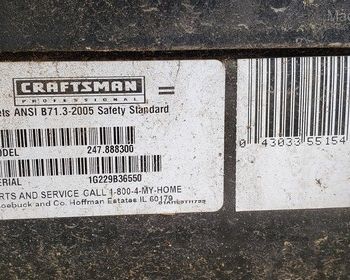 CRAFTSMAN
PROFESSIONAL
ets ANSI B71.3-2005 Safety Standard
ODEL 247.888300
ERIAL 1G229B36550
RTS AND SERVICE CALL 1-800-4-MY-HOME
oebuck and Co. Hoffman Estates IL 60179
0 43033 55154